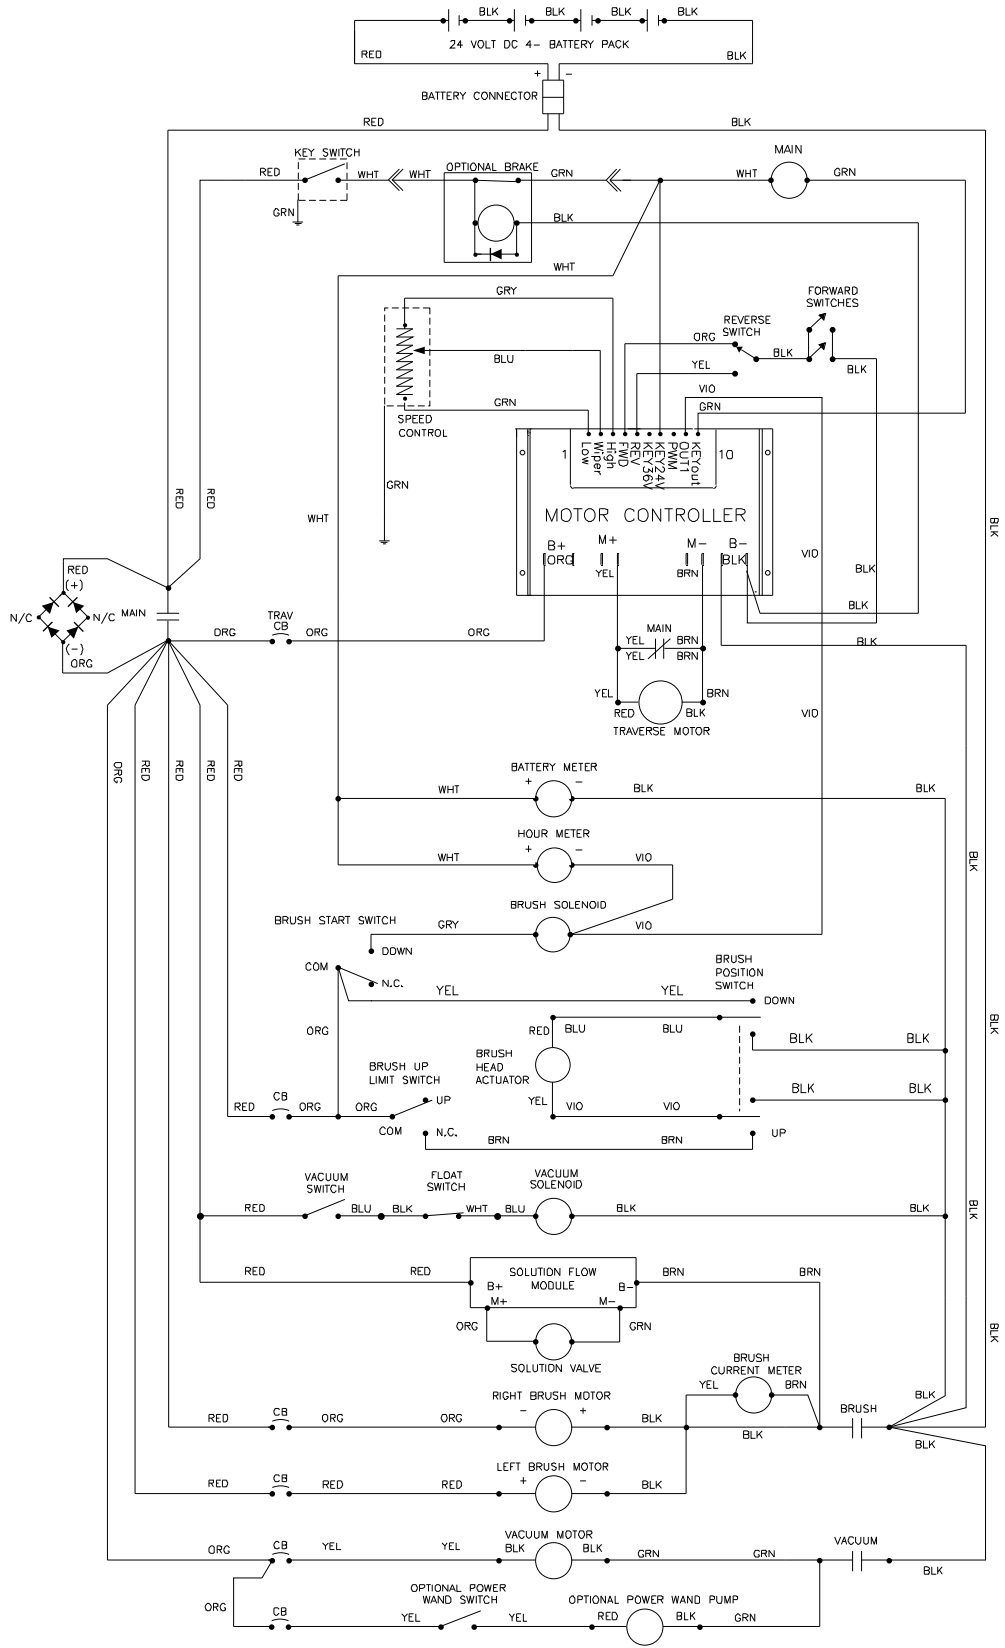 BLK BLK BLK BLK
24 VOLT DC 4- BATTERY PACK
RED BLK
+ −
BATTERY CONNECTOR
RED BLK
KEY SWITCH
RED WHT WHT
GRN
OPTIONAL BRAKE
GRN
BLK
MAIN
WHT GRN
WHT
GRY
BLU
GRN
SPEED
CONTROL
GRN
FORWARD
SWITCHES
REVERSE
SWITCH
ORG
BLK
BLK
YEL
VIO
GRN
1 Low Wiper High FWD REV KEY36V KEY24V PWM OUT1 KEYout 10
MOTOR CONTROLLER
B+ M+ M- B-
ORG BLK
YEL BRN
RED
RED
WHT
VIO
BLK
BLK
BLK
BLK
RED
(+)
N/C N/C
(-)
ORG
MAIN
ORG
TRAV
CB
ORG ORG
MAIN
YEL BRN
YEL BRN
YEL BRN
RED BLK
TRAVERSE MOTOR
VIO
ORG
RED
RED
RED
RED
BATTERY METER
WHT + − BLK BLK
HOUR METER
WHT + − VIO
BLK
BRUSH SOLENOID
GRY VIO
BRUSH START SWITCH
DOWN
COM
N.C.
YEL YEL
BRUSH
POSITION
SWITCH
DOWN
ORG
RED BLU BLU
BLK BLK
BLK
BRUSH
HEAD
ACTUATOR
BRUSH UP
LIMIT SWITCH
YEL VIO VIO
BLK BLK
RED CB ORG ORG
UP
COM N.C.
BRN BRN
UP
VACUUM
SWITCH
FLOAT
SWITCH
VACUUM
SOLENOID
RED BLU BLK WHT BLU BLK BLK
BLK
RED RED
SOLUTION FLOW
MODULE
B+ B-
M+ M-
BRN BRN
ORG GRN
SOLUTION VALVE
BLK
BRUSH
CURRENT METER
YEL BRN
RIGHT BRUSH MOTOR
− +
RED CB ORG ORG BLK
BLK
BRUSH
BLK
BLK
LEFT BRUSH MOTOR
+ −
RED CB RED RED BLK
VACUUM MOTOR
ORG CB YEL YEL BLK BLK GRN GRN
VACUUM
BLK
OPTIONAL POWER
WAND SWITCH
OPTIONAL POWER WAND PUMP
ORG
CB YEL YEL RED BLK GRN